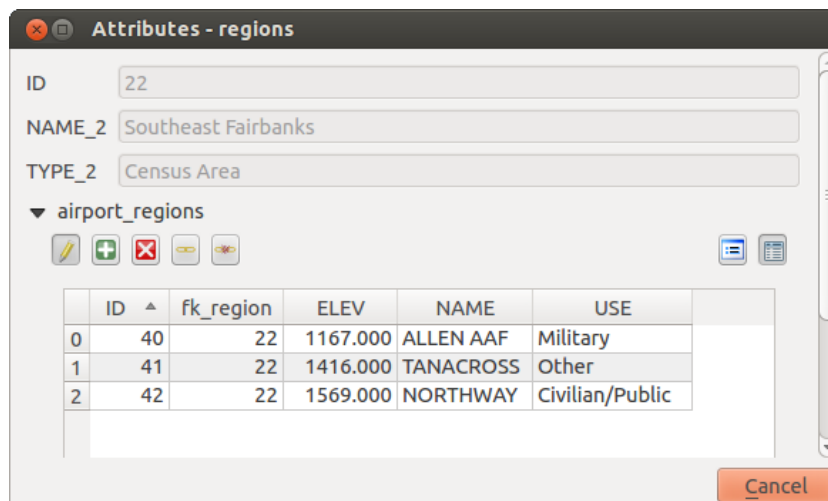 Attributes - regions
ID 22
NAME_2 Southeast Fairbanks
TYPE_2 Census Area
airport_regions
ID fk_region ELEV NAME USE
0 40 22 1167.000 ALLEN AAF Military
1 41 22 1416.000 TANACROSS Other
2 42 22 1569.000 NORTHWAY Civilian/Public
Cancel